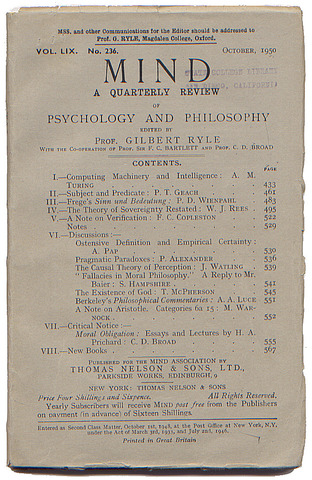 MSS. and other Communications for the Editor should be addressed to
Prof. G. RYLE, Magdalen College, Oxford.
VOL. LIX. No. 236. OCTOBER, 1950
MIND
A QUARTERLY REVIEW
OF
PSYCHOLOGY AND PHILOSOPHY
EDITED BY
PROF. GILBERT RYLE
WITH THE CO-OPERATION OF PROF. SIR F. C. BARTLETT AND PROF. C. D. BROAD
CONTENTS.
PAGE
I.—Computing Machinery and Intelligence: A. M.
TURING . . . . 433
II.—Subject and Predicate: P. T. GEACH . . 461
III.—Frege's Sinn und Bedeutung: P. D. WIENPAHL . 483
IV.—The Theory of Sovereignty Restated: W. J. REES . 495
V.—A Note on Verification: F. C. COPLESTON . 522
Notes . . . . 529
VI.—Discussions:—
Ostensive Definition and Empirical Certainty:
A. PAP . . . . 530
Pragmatic Paradoxes: P. ALEXANDER . 536
The Causal Theory of Perception: J. WATLING . 539
"Fallacies in Moral Philosophy." A Reply to Mr.
Baier: S. HAMPSHIRE . . . 541
The Existence of God: T. MCPHERSON . 545
Berkeley's Philosophical Commentaries: A. A. LUCE 551
A Note on Aristotle. Categories 6a 15: M. WAR-
NOCK . . . . 552
VII.—Critical Notice:—
Moral Obligation: Essays and Lectures by H. A.
Prichard: C. D. BROAD . . . 555
VIII.—New Books . . . . 567
PUBLISHED FOR THE MIND ASSOCIATION BY
THOMAS NELSON & SONS, LTD.,
PARKSIDE WORKS, EDINBURGH, 9
NEW YORK: THOMAS NELSON & SONS
Price Four Shillings and Sixpence. All Rights Reserved.
Yearly Subscribers will receive MIND post free from the Publishers
on payment (in advance) of Sixteen Shillings.
Entered as Second Class Matter, October 1st, 1948, at the Post Office at New York, N.Y.,
under the Act of March 3rd, 1933, and July 2nd, 1946.
Printed in Great Britain